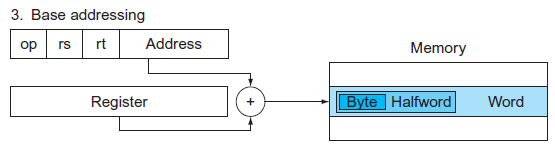 3. Base addressing
op rs rt Address
Memory
Register
+
Byte Halfword Word